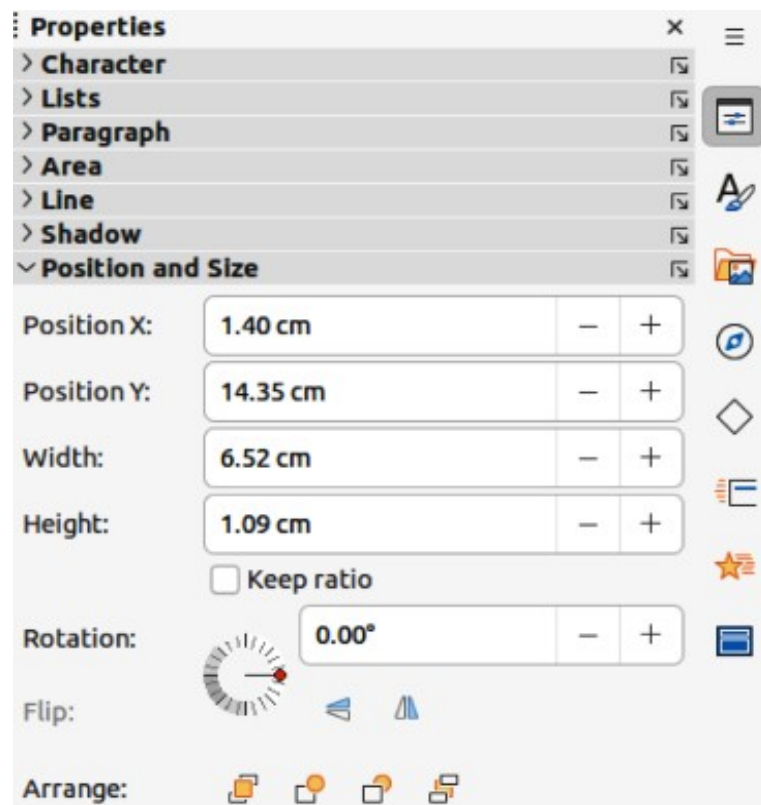 Properties
Character
Lists
Paragraph
Area
Line
Shadow
Position and Size
Position X: 1.40 cm − +
Position Y: 14.35 cm − +
Width: 6.52 cm − +
Height: 1.09 cm − +
Keep ratio
Rotation: 0.00° − +
Flip:
Arrange: